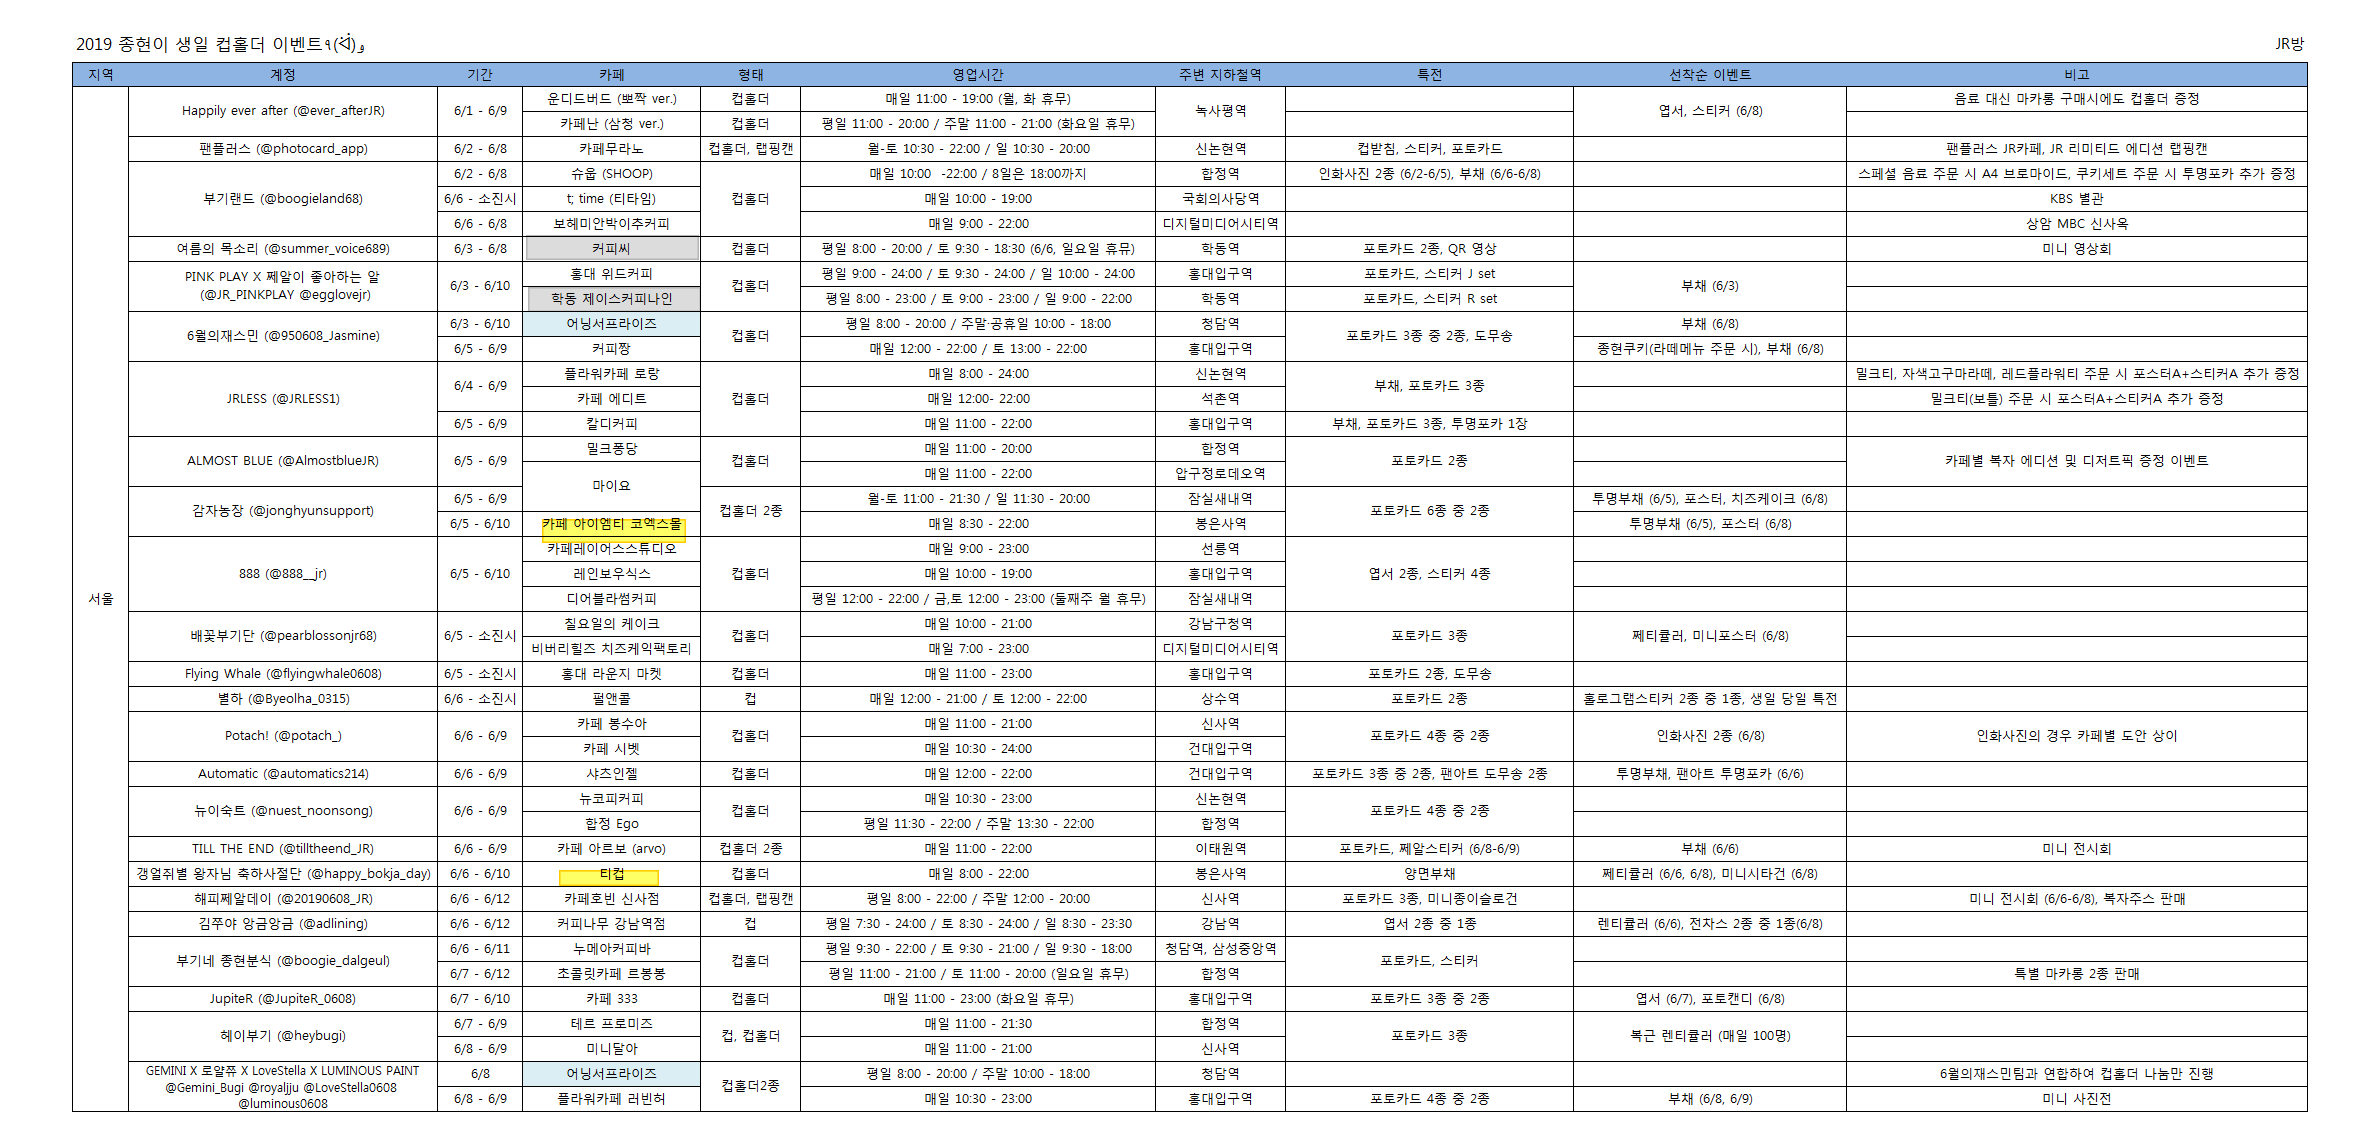 2019 종현이 생일 컵홀더 이벤트٩(ᐛ)و
JR방
지역 계정 기간 카페 형태 영업시간 주변 지하철역 특전 선착순 이벤트 비고
서울
Happily ever after (@ever_afterJR) 6/1 - 6/9 운디드버드 (뽀짝 ver.) 컵홀더 매일 11:00 - 19:00 (월, 화 휴무) 녹사평역 엽서, 스티커 (6/8) 음료 대신 마카롱 구매시에도 컵홀더 증정
카페난 (삼청 ver.) 컵홀더 평일 11:00 - 20:00 / 주말 11:00 - 21:00 (화요일 휴무)
팬플러스 (@photocard_app) 6/2 - 6/8 카페무라노 컵홀더, 랩핑캔 월-토 10:30 - 22:00 / 일 10:30 - 20:00 신논현역 컵받침, 스티커, 포토카드 팬플러스 JR카페, JR 리미티드 에디션 랩핑캔
부기랜드 (@boogieland68) 6/2 - 6/8 슈웁 (SHOOP) 컵홀더 매일 10:00 -22:00 / 8일은 18:00까지 합정역 인화사진 2종 (6/2-6/5), 부채 (6/6-6/8) 스페셜 음료 주문 시 A4 브로마이드, 쿠키세트 주문 시 투명포카 추가 증정
6/6 - 소진시 t; time (티타임) 매일 10:00 - 19:00 국회의사당역 KBS 별관
6/6 - 6/8 보헤미안박이추커피 매일 9:00 - 22:00 디지털미디어시티역 상암 MBC 신사옥
여름의 목소리 (@summer_voice689) 6/3 - 6/8 커피씨 컵홀더 평일 8:00 - 20:00 / 토 9:30 - 18:30 (6/6, 일요일 휴뮤) 학동역 포토카드 2종, QR 영상 미니 영상회
PINK PLAY X 쩨알이 좋아하는 알
(@JR_PINKPLAY @egglovejr) 6/3 - 6/10 홍대 위드커피 컵홀더 평일 9:00 - 24:00 / 토 9:30 - 24:00 / 일 10:00 - 24:00 홍대입구역 포토카드, 스티커 J set 부채 (6/3)
학동 제이스커피나인 평일 8:00 - 23:00 / 토 9:00 - 23:00 / 일 9:00 - 22:00 학동역 포토카드, 스티커 R set
6월의재스민 (@950608_Jasmine) 6/3 - 6/10 어닝서프라이즈 컵홀더 평일 8:00 - 20:00 / 주말·공휴일 10:00 - 18:00 청담역 포토카드 3종 중 2종, 도무송 부채 (6/8)
6/5 - 6/9 커피짱 매일 12:00 - 22:00 / 토 13:00 - 22:00 홍대입구역 종현쿠키(라떼메뉴 주문 시), 부채 (6/8)
JRLESS (@JRLESS1) 6/4 - 6/9 플라워카페 로랑 컵홀더 매일 8:00 - 24:00 신논현역 부채, 포토카드 3종 밀크티, 자색고구마라떼, 레드플라워티 주문 시 포스터A+스티커A 추가 증정
카페 에디트 매일 12:00- 22:00 석촌역 밀크티(보틀) 주문 시 포스터A+스티커A 추가 증정
6/5 - 6/9 칼디커피 매일 11:00 - 22:00 홍대입구역 부채, 포토카드 3종, 투명포카 1장
ALMOST BLUE (@AlmostblueJR) 6/5 - 6/9 밀크퐁당 컵홀더 매일 11:00 - 20:00 합정역 포토카드 2종 카페별 복자 에디션 및 디저트픽 증정 이벤트
마이요 매일 11:00 - 22:00 압구정로데오역
감자농장 (@jonghyunsupport) 6/5 - 6/9 컵홀더 2종 월-토 11:00 - 21:30 / 일 11:30 - 20:00 잠실새내역 포토카드 6종 중 2종 투명부채 (6/5), 포스터, 치즈케이크 (6/8)
6/5 - 6/10 카페 아이엠티 코엑스몰 매일 8:30 - 22:00 봉은사역 투명부채 (6/5), 포스터 (6/8)
888 (@888__jr) 6/5 - 6/10 카페레이어스스튜디오 컵홀더 매일 9:00 - 23:00 선릉역 엽서 2종, 스티커 4종
레인보우식스 매일 10:00 - 19:00 홍대입구역
디어블라썸커피 평일 12:00 - 22:00 / 금,토 12:00 - 23:00 (둘째주 월 휴무) 잠실새내역
배꽃부기단 (@pearblossonjr68) 6/5 - 소진시 칠요일의 케이크 컵홀더 매일 10:00 - 21:00 강남구청역 포토카드 3종 쩨티큘러, 미니포스터 (6/8)
비버리힐즈 치즈케익팩토리 매일 7:00 - 23:00 디지털미디어시티역
Flying Whale (@flyingwhale0608) 6/5 - 소진시 홍대 라운지 마켓 컵홀더 매일 11:00 - 23:00 홍대입구역 포토카드 2종, 도무송
별하 (@Byeolha_0315) 6/6 - 소진시 펄앤콜 컵 매일 12:00 - 21:00 / 토 12:00 - 22:00 상수역 포토카드 2종 홀로그램스티커 2종 중 1종, 생일 당일 특전
Potach! (@potach_) 6/6 - 6/9 카페 봉수아 컵홀더 매일 11:00 - 21:00 신사역 포토카드 4종 중 2종 인화사진 2종 (6/8) 인화사진의 경우 카페별 도안 상이
카페 시벳 매일 10:30 - 24:00 건대입구역
Automatic (@automatics214) 6/6 - 6/9 샤츠인젤 컵홀더 매일 12:00 - 22:00 건대입구역 포토카드 3종 중 2종, 팬아트 도무송 2종 투명부채, 팬아트 투명포카 (6/6)
뉴이숙트 (@nuest_noonsong) 6/6 - 6/9 뉴코피커피 컵홀더 매일 10:30 - 23:00 신논현역 포토카드 4종 중 2종
합정 Ego 평일 11:30 - 22:00 / 주말 13:30 - 22:00 합정역
TILL THE END (@tilltheend_JR) 6/6 - 6/9 카페 아르보 (arvo) 컵홀더 2종 매일 11:00 - 22:00 이태원역 포토카드, 쩨알스티커 (6/8-6/9) 부채 (6/6) 미니 전시회
갱얼쥐별 왕자님 축하사절단 (@happy_bokja_day) 6/6 - 6/10 티컵 컵홀더 매일 8:00 - 22:00 봉은사역 양면부채 쩨티큘러 (6/6, 6/8), 미니시타건 (6/8)
해피쩨알데이 (@20190608_JR) 6/6 - 6/12 카페호빈 신사점 컵홀더, 랩핑캔 평일 8:00 - 22:00 / 주말 12:00 - 20:00 신사역 포토카드 3종, 미니종이슬로건 미니 전시회 (6/6-6/8), 복자주스 판매
김쭈야 앙금앙금 (@adlining) 6/6 - 6/12 커피나무 강남역점 컵 평일 7:30 - 24:00 / 토 8:30 - 24:00 / 일 8:30 - 23:30 강남역 엽서 2종 중 1종 렌티큘러 (6/6), 전자스 2종 중 1종(6/8)
부기네 종현분식 (@boogie_dalgeul) 6/6 - 6/11 누메아커피바 컵홀더 평일 9:30 - 22:00 / 토 9:30 - 21:00 / 일 9:30 - 18:00 청담역, 삼성중앙역 포토카드, 스티커
6/7 - 6/12 초콜릿카페 르봉봉 평일 11:00 - 21:00 / 토 11:00 - 20:00 (일요일 휴무) 합정역 특별 마카롱 2종 판매
JupiteR (@JupiteR_0608) 6/7 - 6/10 카페 333 컵홀더 매일 11:00 - 23:00 (화요일 휴무) 홍대입구역 포토카드 3종 중 2종 엽서 (6/7), 포토캔디 (6/8)
헤이부기 (@heybugi) 6/7 - 6/9 테르 프로미즈 컵, 컵홀더 매일 11:00 - 21:30 합정역 포토카드 3종 복근 렌티큘러 (매일 100명)
6/8 - 6/9 미니달아 매일 11:00 - 21:00 신사역
GEMINI X 로얄쮸 X LoveStella X LUMINOUS PAINT
@Gemini_Bugi @royaljju @LoveStella0608
@luminous0608 6/8 어닝서프라이즈 컵홀더2종 평일 8:00 - 20:00 / 주말 10:00 - 18:00 청담역 6월의재스민팀과 연합하여 컵홀더 나눔만 진행
6/8 - 6/9 플라워카페 러빈허 매일 10:30 - 23:00 홍대입구역 포토카드 4종 중 2종 부채 (6/8, 6/9) 미니 사진전